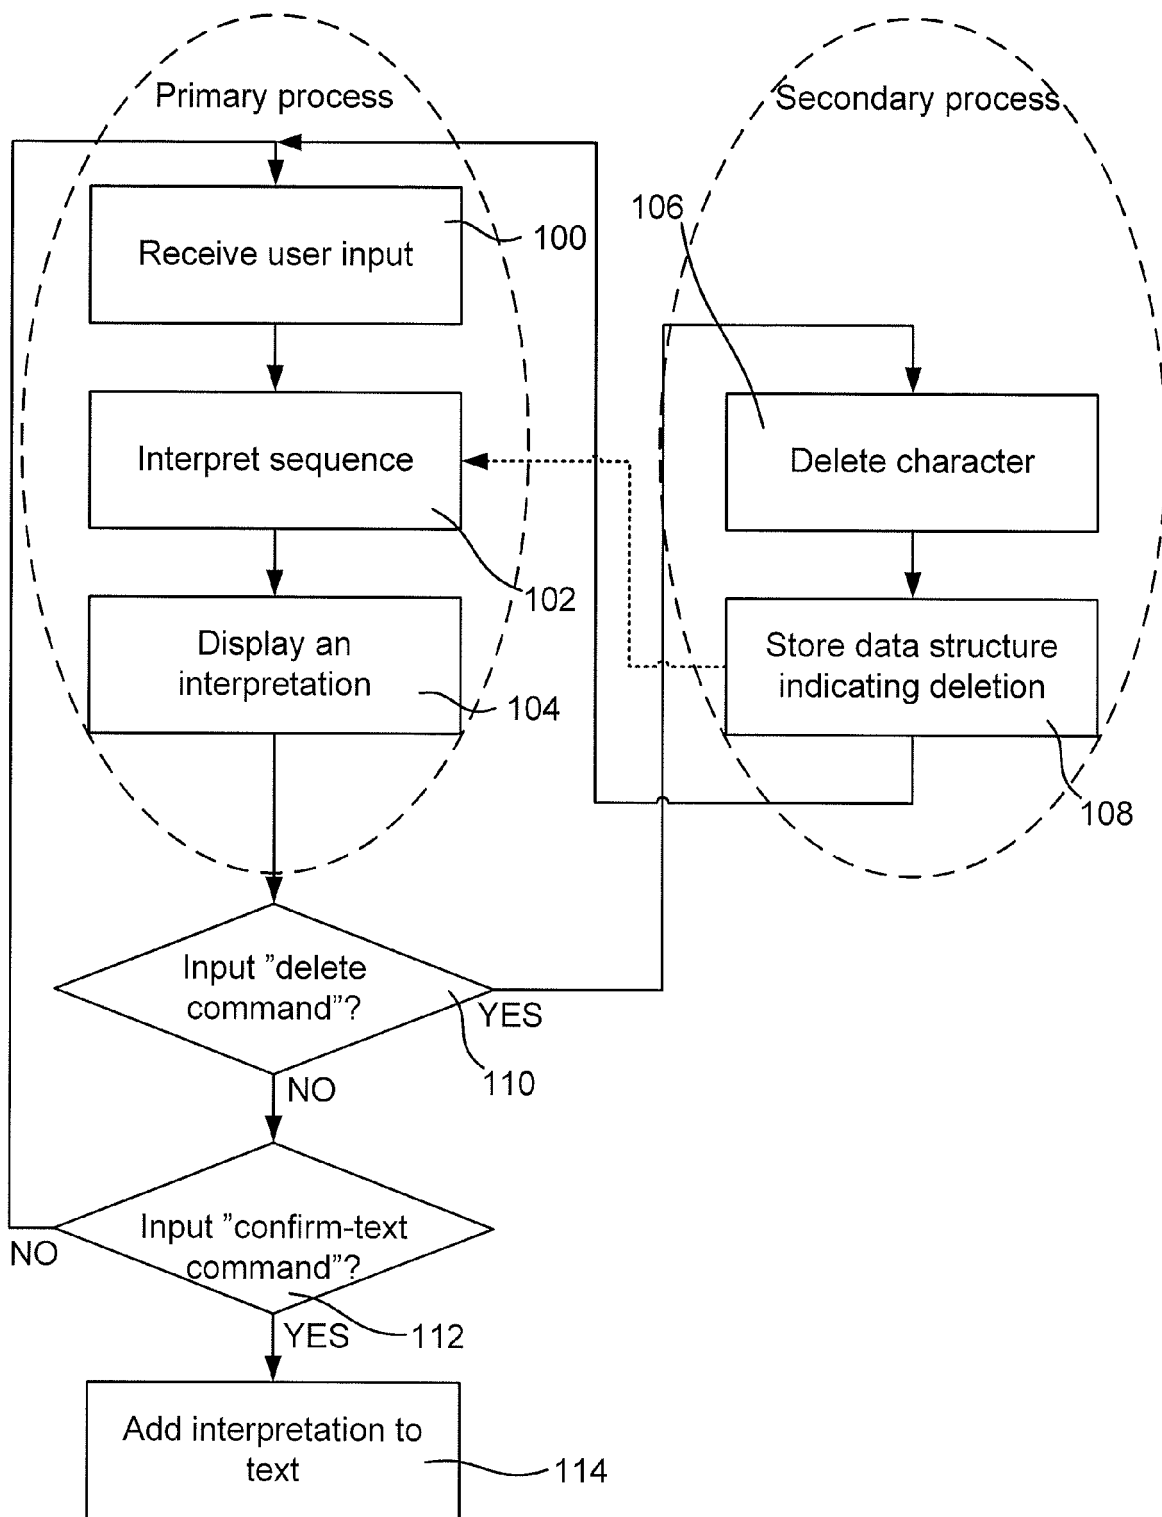 Primary process
Secondary process
Receive user input
100
106
Interpret sequence
102
Delete character
Display an
interpretation
104
Store data structure
indicating deletion
108
Input ”delete
command”?
YES
110
NO
Input ”confirm-text
command”?
NO
112
YES
Add interpretation to
text
114